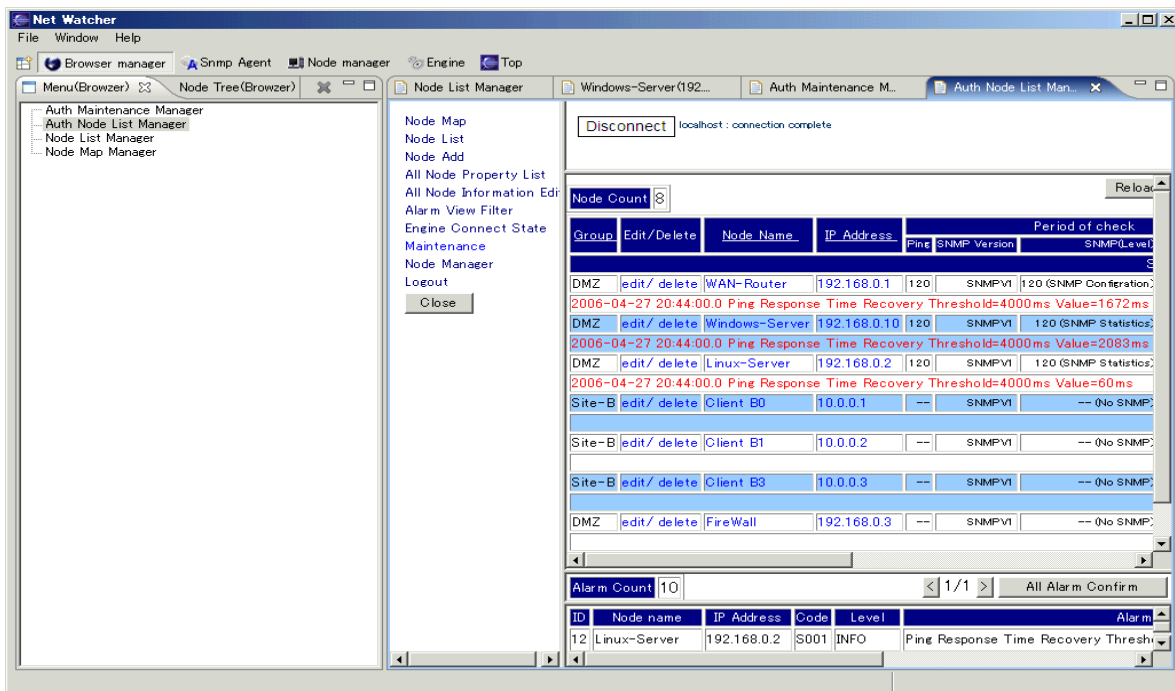 Net Watcher
File Window Help
Browser manager Snmp Agent Node manager Engine Top
Menu(Browzer) Node Tree(Browzer) Node List Manager Windows-Server(192.... Auth Maintenance M... Auth Node List Man...
Auth Maintenance Manager
Auth Node List Manager
Node List Manager
Node Map Manager
Node Map
Node List
Node Add
All Node Property List
All Node Information Edi
Alarm View Filter
Engine Connect State
Maintenance
Node Manager
Logout
Close
Disconnect localhost : connection complete
Node Count 8 Reloa
Group Edit/Delete Node Name IP Address Period of check
Ping SNMP Version SNMP(Level)
S
DMZ edit/ delete WAN-Router 192.168.0.1 120 SNMPV1 120 (SNMP Configration)
2006-04-27 20:44:00.0 Ping Response Time Recovery Threshold=4000ms Value=1672ms
DMZ edit/ delete Windows-Server 192.168.0.10 120 SNMPV1 120 (SNMP Statistics)
2006-04-27 20:44:00.0 Ping Response Time Recovery Threshold=4000ms Value=2083ms
DMZ edit/ delete Linux-Server 192.168.0.2 120 SNMPV1 120 (SNMP Statistics)
2006-04-27 20:44:00.0 Ping Response Time Recovery Threshold=4000ms Value=60ms
Site-B edit/ delete Client B0 10.0.0.1 -- SNMPV1 -- (No SNMP)
Site-B edit/ delete Client B1 10.0.0.2 -- SNMPV1 -- (No SNMP)
Site-B edit/ delete Client B3 10.0.0.3 -- SNMPV1 -- (No SNMP)
DMZ edit/ delete FireWall 192.168.0.3 -- SNMPV1 -- (No SNMP)
Alarm Count 10 < 1/1 > All Alarm Confirm
ID Node name IP Address Code Level Alarm
12 Linux-Server 192.168.0.2 S001 INFO Ping Response Time Recovery Thresh